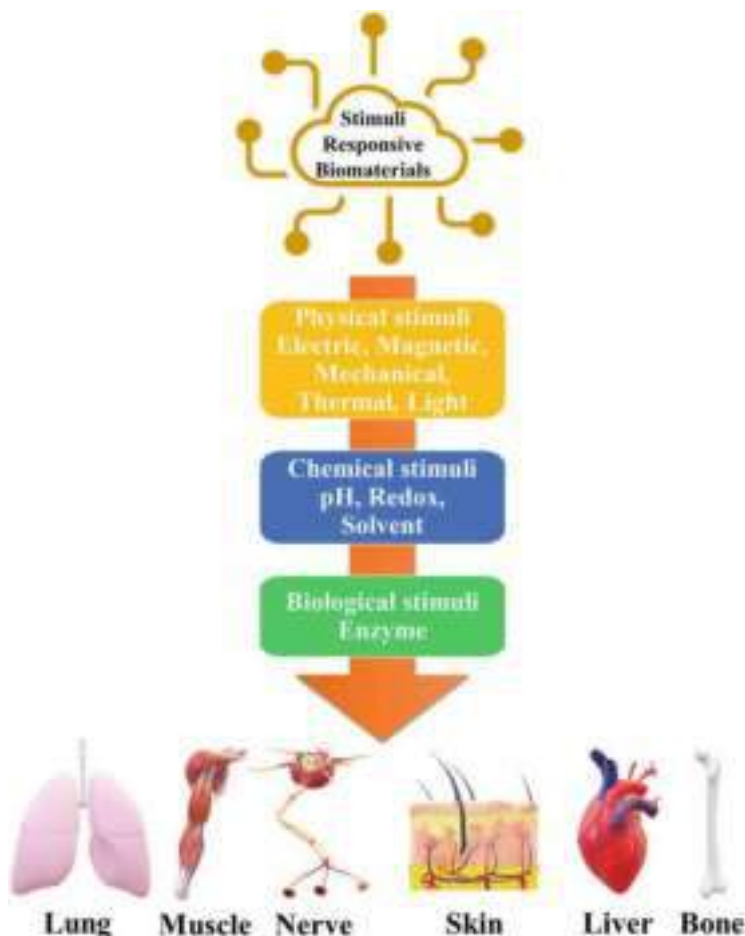 Stimuli
Responsive
Biomaterials
Physical stimuli
Electric, Magnetic,
Mechanical,
Thermal, Light
Chemical stimuli
pH, Redox,
Solvent
Biological stimuli
Enzyme
Lung Muscle Nerve Skin Liver Bone